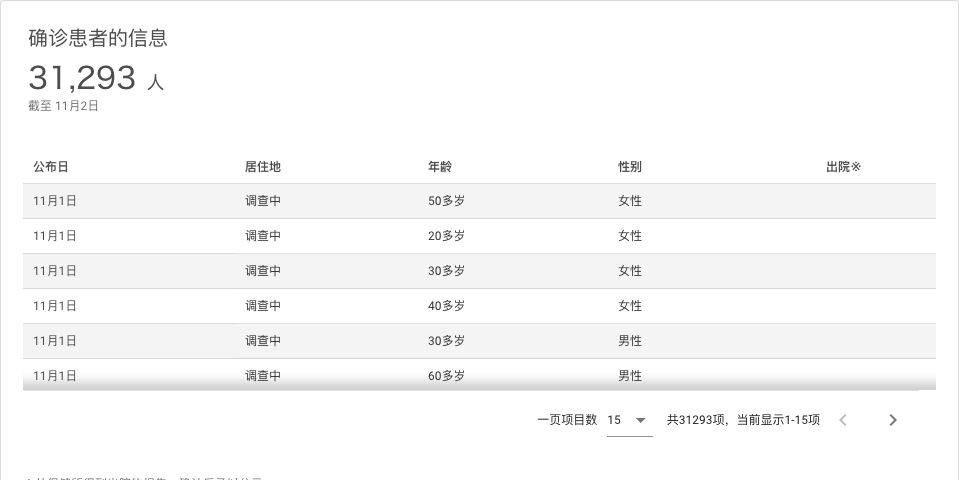 确诊患者的信息
31,293 人
截至 11月2日
公布日 居住地 年龄 性别 出院※
11月1日 调查中 50多岁 女性
11月1日 调查中 20多岁 女性
11月1日 调查中 30多岁 女性
11月1日 调查中 40多岁 女性
11月1日 调查中 30多岁 男性
11月1日 调查中 60多岁 男性
一页项目数 15 共31293项，当前显示1-15项